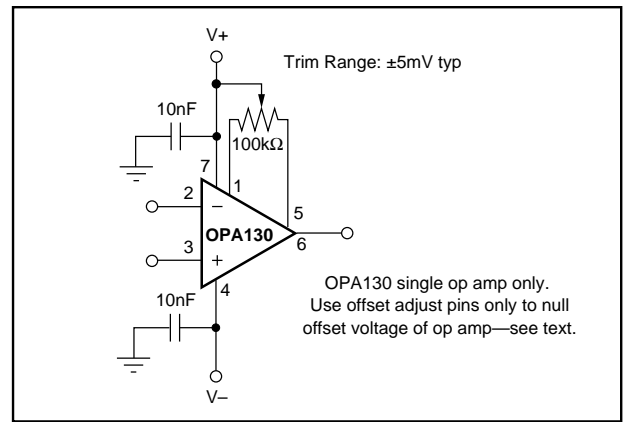 V+
Trim Range: ±5mV typ
10nF
100kΩ
7
1
2
−
5
OPA130
6
3
+
4
10nF
OPA130 single op amp only.
Use offset adjust pins only to null
offset voltage of op amp—see text.
V–